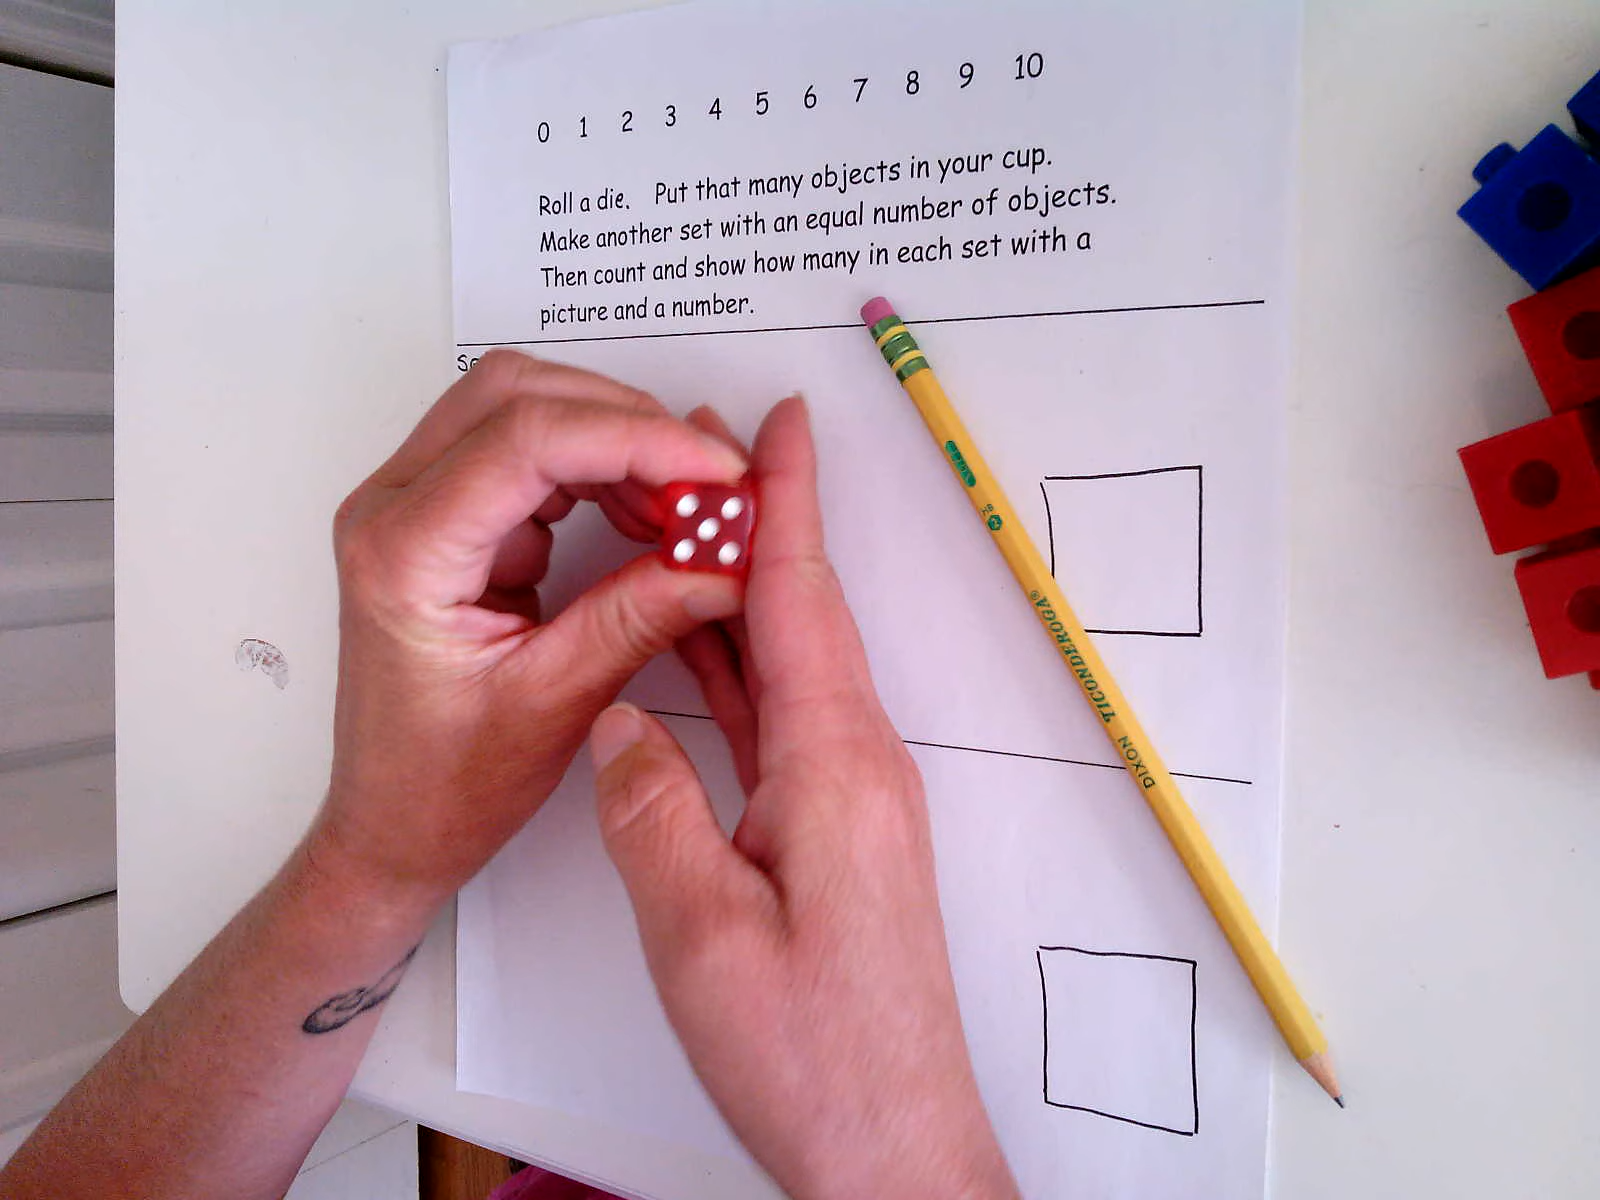 0 1 2 3 4 5 6 7 8 9 10
Roll a die. Put that many objects in your cup.
Make another set with an equal number of objects.
Then count and show how many in each set with a
picture and a number.
DIXON TICONDEROGA®